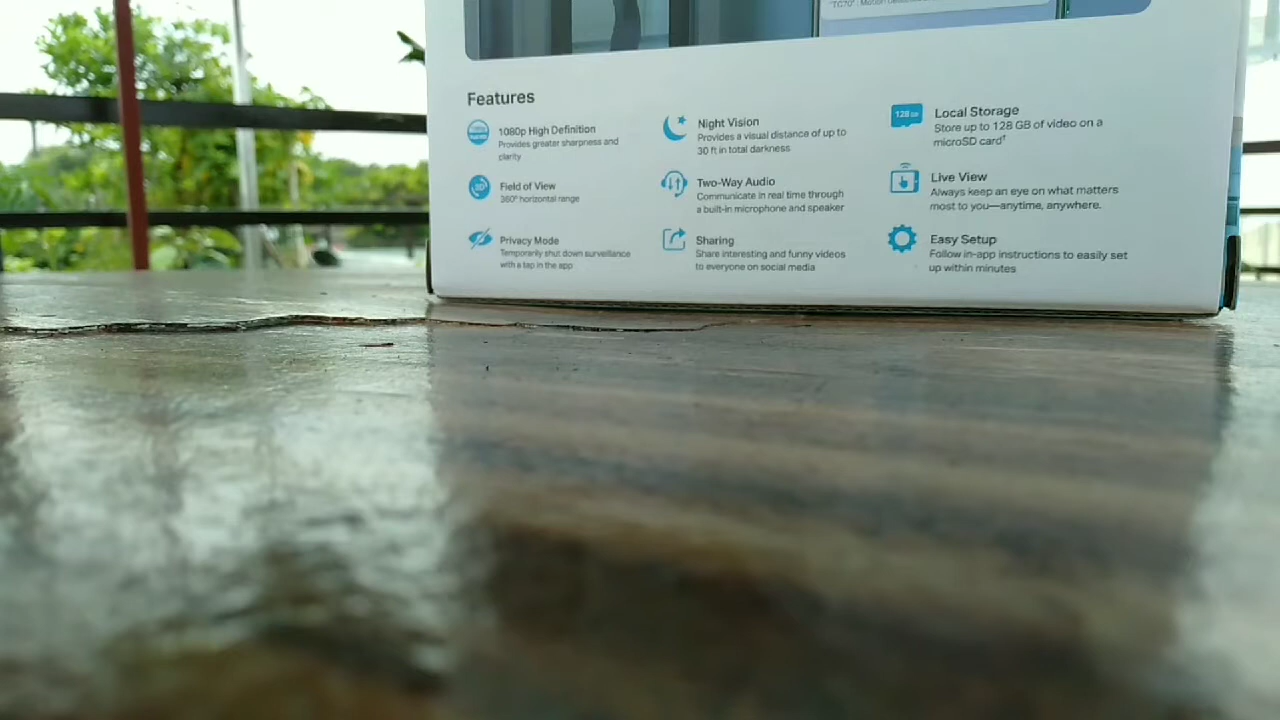 "TC70": Motion
Features
1080p High Definition
Provides greater sharpness and
clarity
Field of View
360° horizontal range
Privacy Mode
Temporarily shut down surveillance
with a tap in the app
Night Vision
Provides a visual distance of up to
30 ft in total darkness
Two-Way Audio
Communicate in real time through
a built-in microphone and speaker
Sharing
Share interesting and funny videos
to everyone on social media
128 GB
Local Storage
Store up to 128 GB of video on a
microSD card†
Live View
Always keep an eye on what matters
most to you—anytime, anywhere.
Easy Setup
Follow in-app instructions to easily set
up within minutes